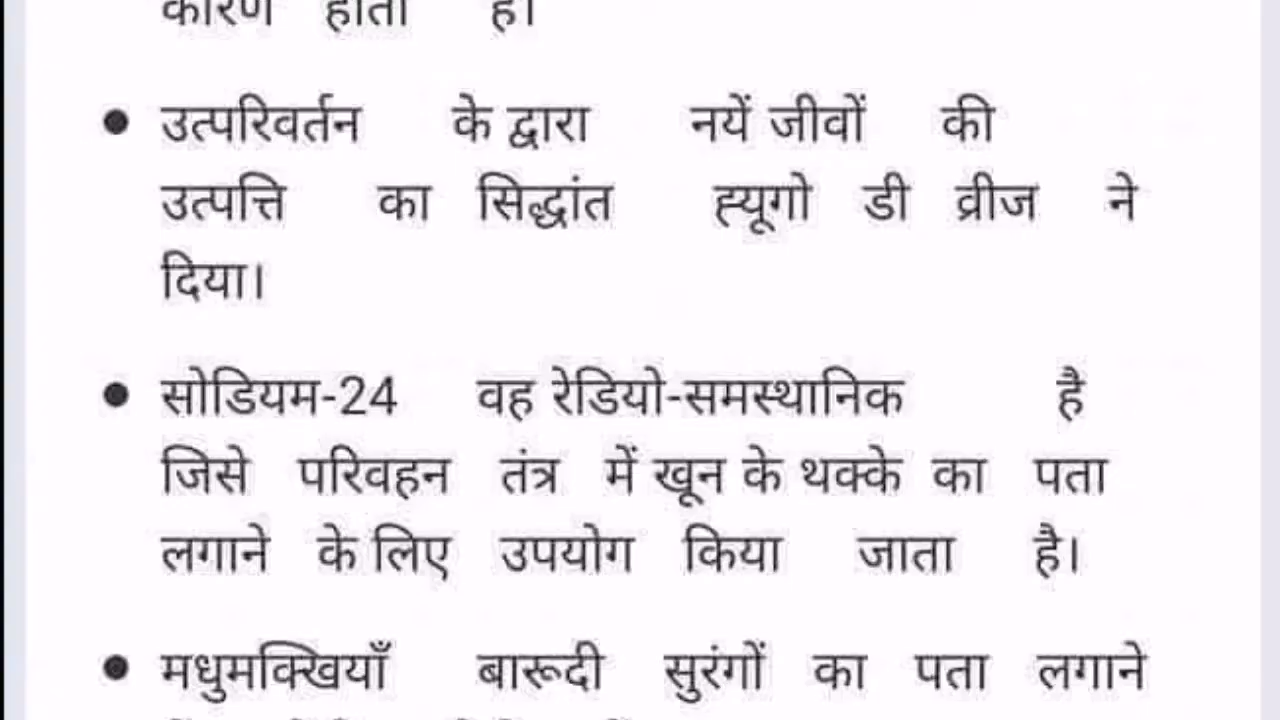 कारण होता है।
● उत्परिवर्तन के द्वारा नयें जीवों की
उत्पत्ति का सिद्धांत ह्यूगो डी व्रीज ने
दिया।
● सोडियम-24 वह रेडियो-समस्थानिक है
जिसे परिवहन तंत्र में खून के थक्के का पता
लगाने के लिए उपयोग किया जाता है।
● मधुमक्खियाँ बारूदी सुरंगों का पता लगाने